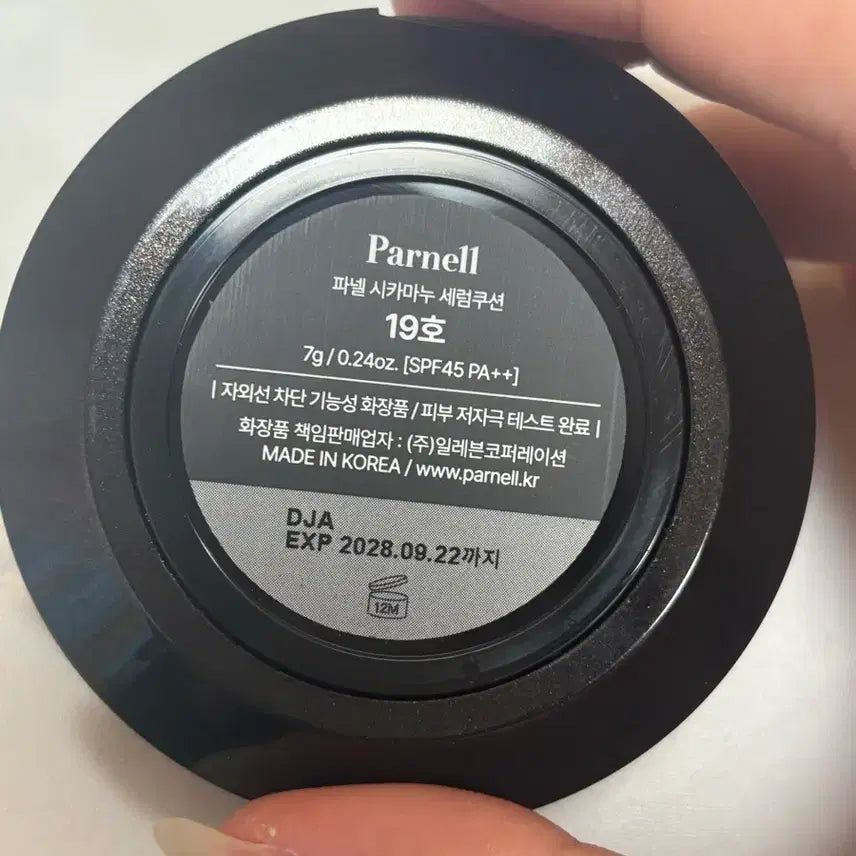 Parnell
파넬 시카마누 세럼쿠션
19호
7g / 0.24oz. [SPF45 PA++]
| 자외선 차단 기능성 화장품 / 피부 저자극 테스트 완료 |
화장품 책임판매업자 : (주)일레븐코퍼레이션
MADE IN KOREA / www.parnell.kr
DJA
EXP 2028.09.22까지
12M